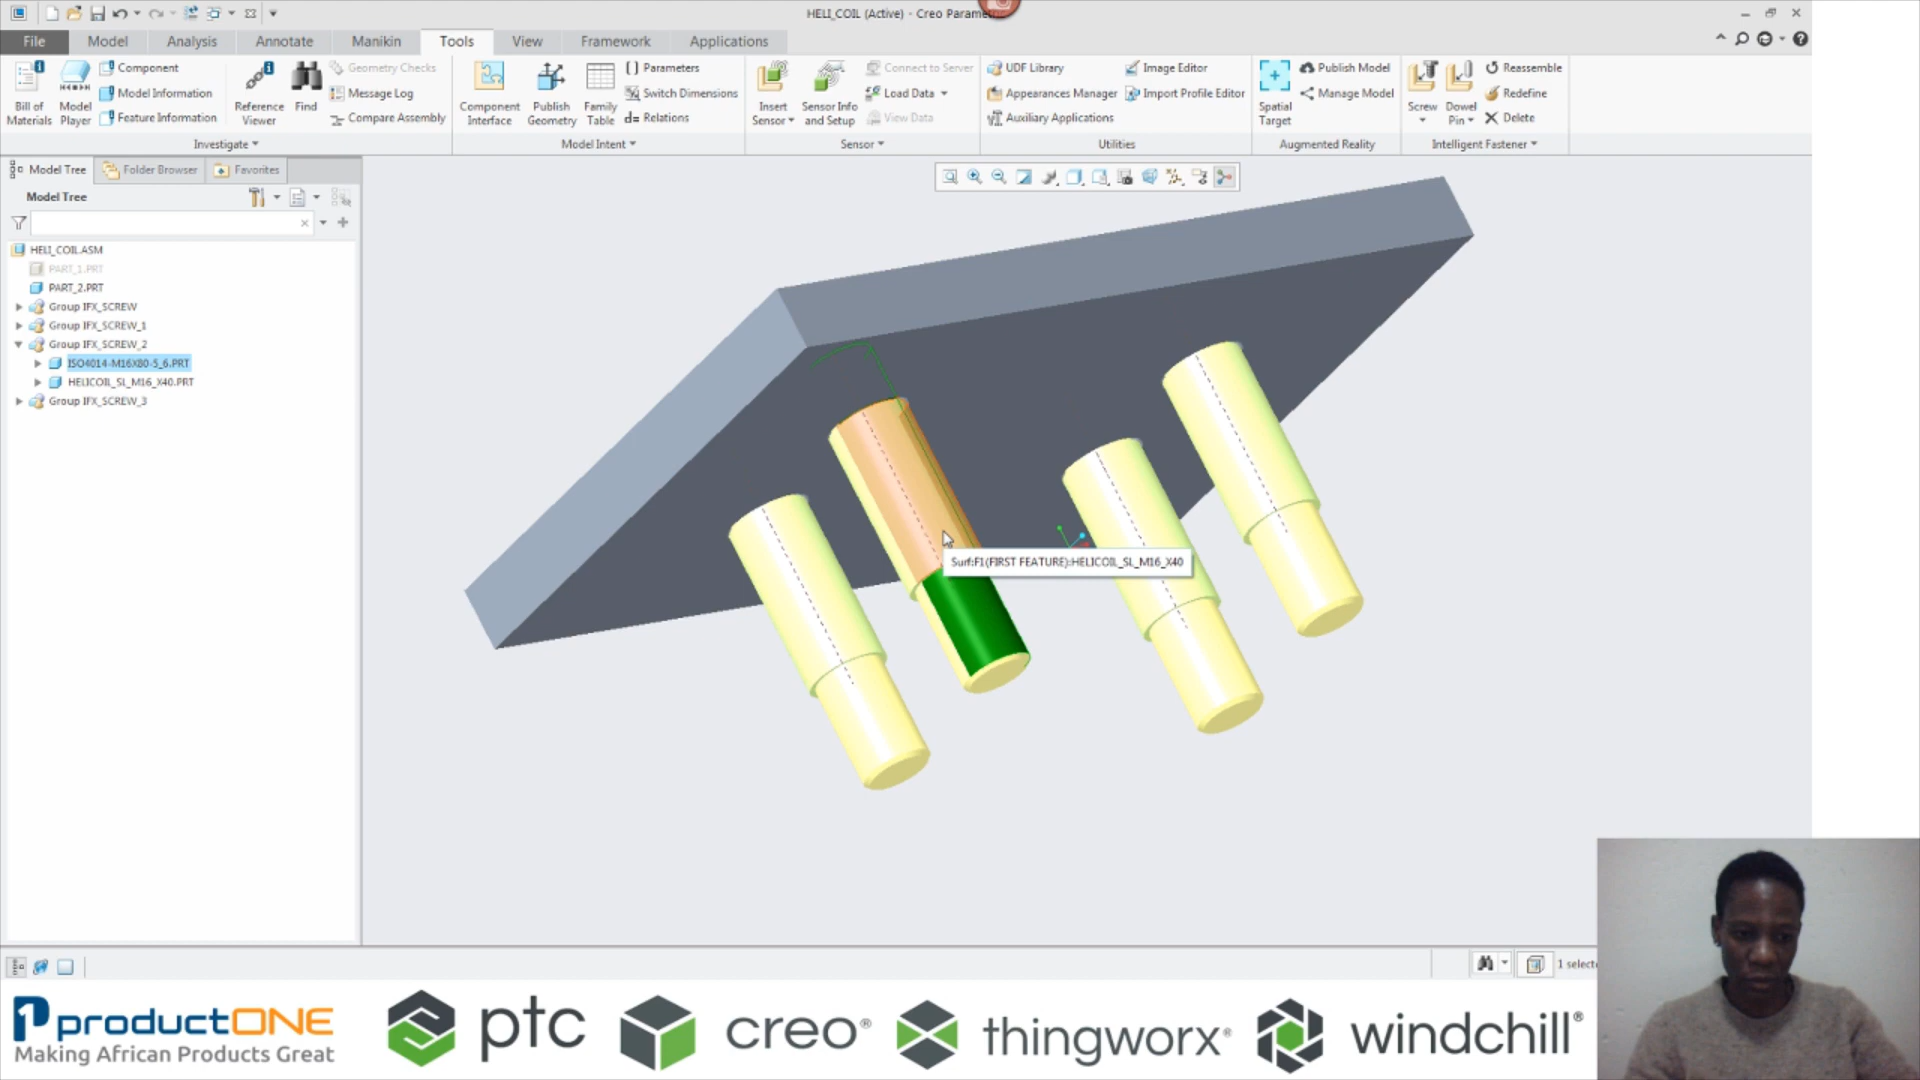 HELI_COIL (Active) - Creo Parame
File Model Analysis Annotate Manikin Tools View Framework Applications
Bill of Materials
Model Player
Component
Model Information
Feature Information
Reference Viewer
Find
Geometry Checks
Message Log
Compare Assembly
Component Interface
Publish Geometry
Family Table
Parameters
Switch Dimensions
d= Relations
Insert Sensor
Sensor Info and Setup
Connect to Server
Load Data
View Data
UDF Library
Appearances Manager
Auxiliary Applications
Image Editor
Import Profile Editor
Spatial Target
Publish Model
Manage Model
Screw
Dowel Pin
Reassemble
Redefine
Delete
Investigate Model Intent Sensor Utilities Augmented Reality Intelligent Fastener
Model Tree Folder Browser Favorites
Model Tree
HELI_COIL.ASM
PART_1.PRT
PART_2.PRT
Group IFX_SCREW
Group IFX_SCREW_1
Group IFX_SCREW_2
ISO4014-M16X80-5_6.PRT
HELICOIL_SL_M16_X40.PRT
Group IFX_SCREW_3
Surf:F1(FIRST FEATURE):HELICOIL_SL_M16_X40
1 selecte
productONE
Making African Products Great
ptc
creo®
thingworx®
windchill®